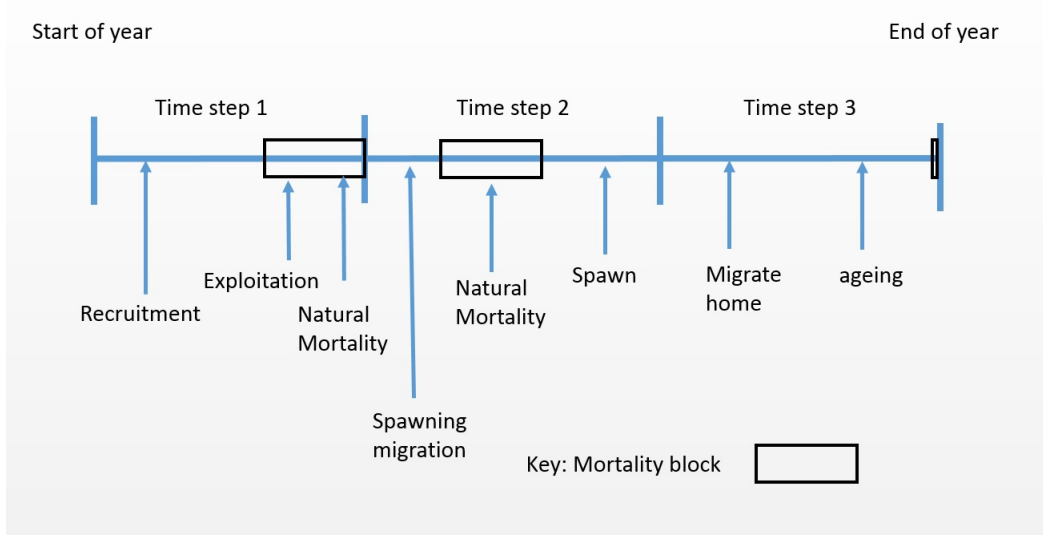 Start of year
End of year
Time step 1
Time step 2
Time step 3
Exploitation
Recruitment
Natural
Mortality
Spawning
migration
Natural
Mortality
Spawn
Migrate
home
ageing
Key: Mortality block